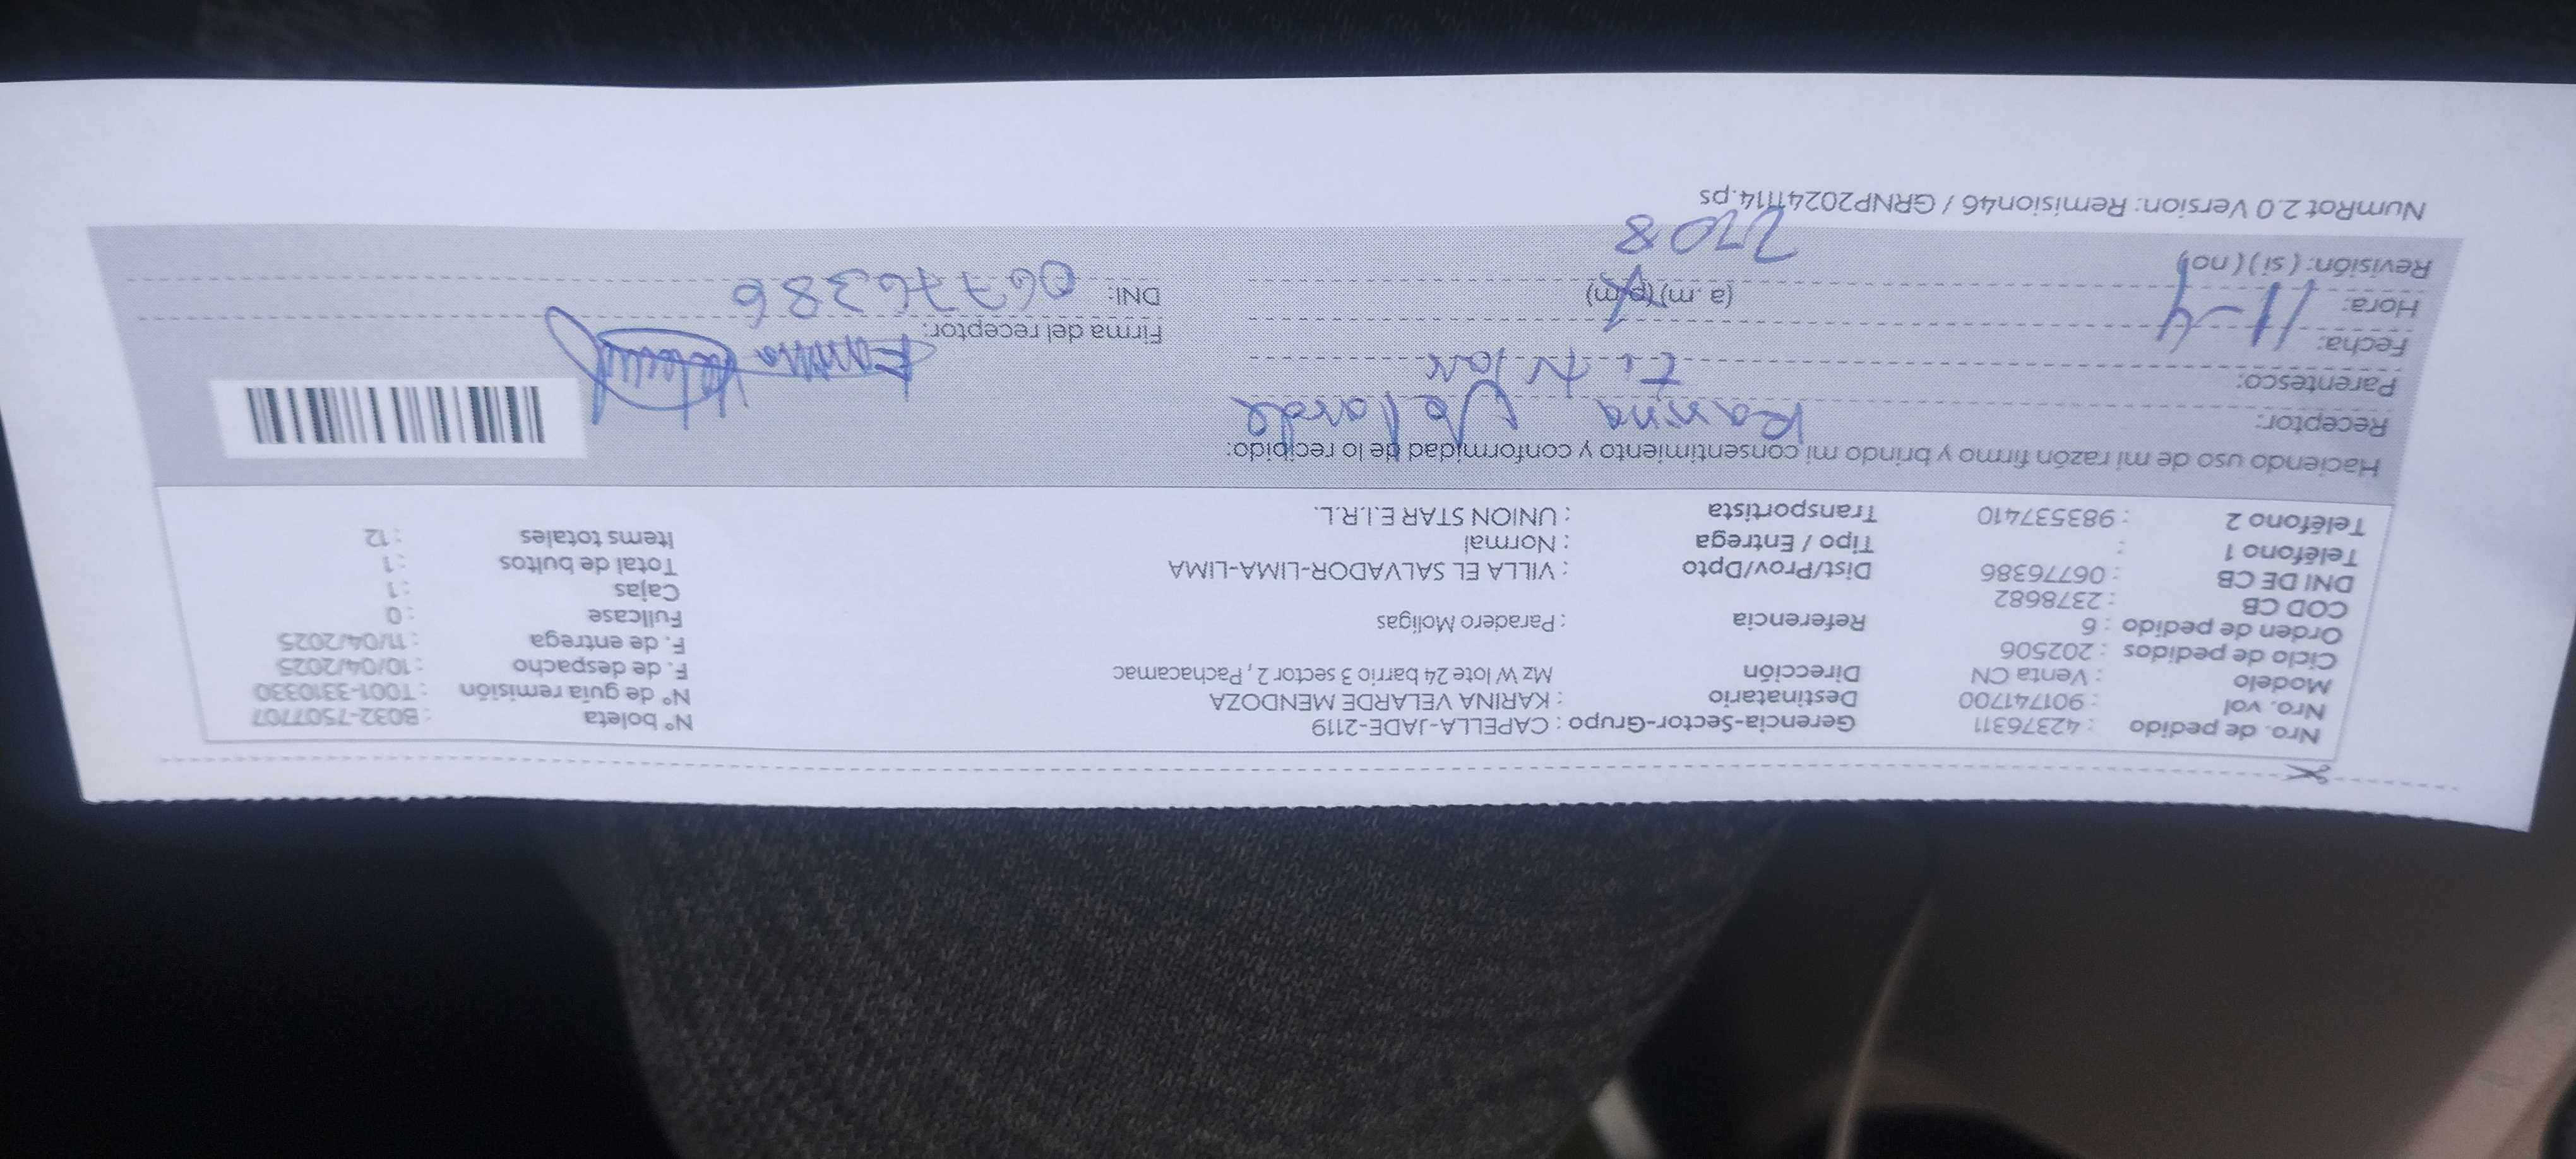 Nro. de pedido : 42376311 Gerencia-Sector-Grupo : CAPELLA-JADE-2119 N° boleta : B032-7507707
Nro. vol : 901741700 Destinatario : KARINA VELARDE MENDOZA N° de guía remisión : T001-3310330
Modelo : Venta CN Dirección Mz W lote 24 barrio 3 sector 2 , Pachacamac F. de despacho : 10/04/2025
Ciclo de pedidos : 202506 F. de entrega : 11/04/2025
Orden de pedido : 6 Referencia : Paradero Moligas Fullcase : 0
COD CB : 2378682 Cajas : 1
DNI DE CB : 06776386 Dist/Prov/Dpto : VILLA EL SALVADOR-LIMA-LIMA Total de bultos : 1
Teléfono 1 : Tipo / Entrega : Normal Items totales : 12
Teléfono 2 : 983537410 Transportista : UNION STAR E.I.R.L.
Haciendo uso de mi razón firmo y brindo mi consentimiento y conformidad de lo recibido:
Receptor: Karina Velarde
Parentesco: titular
Fecha: 11-4 Firma del receptor: Karina
Hora: (a .m) (p.m) DNI: 06776386
Revisión: ( si ) ( no ) 2708
NumRot 2.0 Version: Remision46 / GRNP20241114.ps